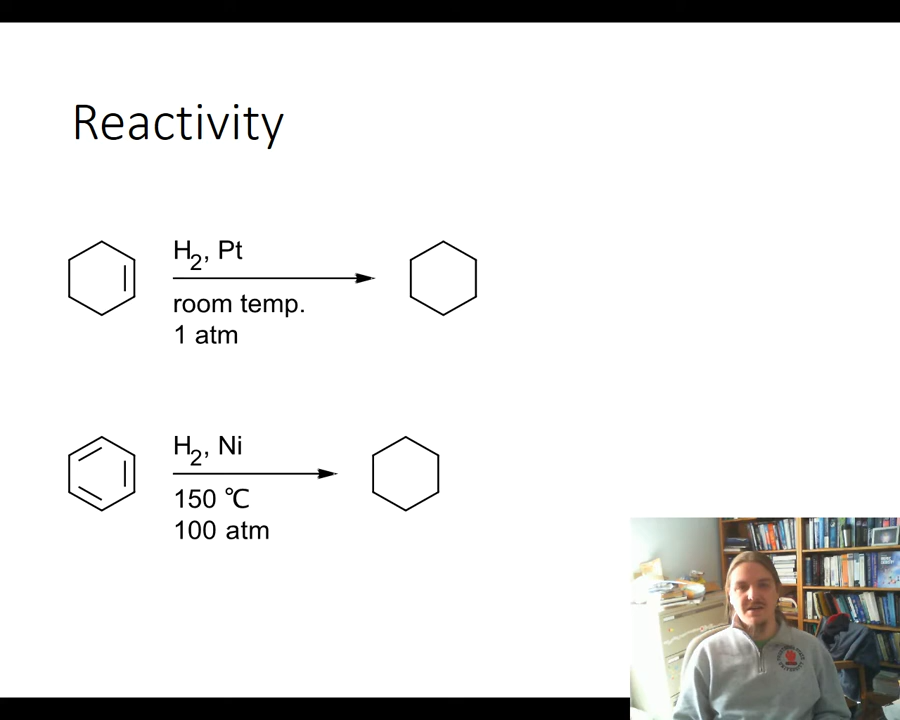 Reactivity
H2, Pt
room temp.
1 atm
H2, Ni
150 ℃
100 atm